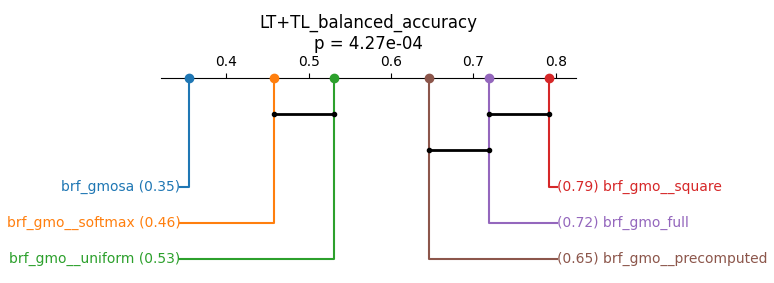 LT+TL_balanced_accuracy
p = 4.27e-04
0.4 0.5 0.6 0.7 0.8
brf_gmosa (0.35)
(0.79) brf_gmo__square
brf_gmo__softmax (0.46)
(0.72) brf_gmo_full
brf_gmo__uniform (0.53)
(0.65) brf_gmo__precomputed